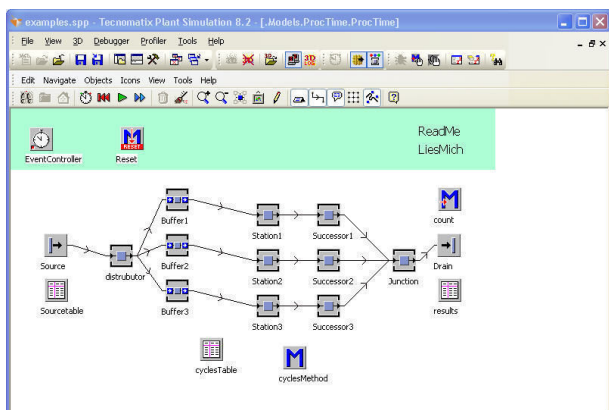 examples.spp - Tecnomatix Plant Simulation 8.2 - [.Models.ProcTime.ProcTime]
File View 3D Debugger Profiler Tools Help
Edit Navigate Objects Icons View Tools Help
ReadMe
LiesMich
EventController Reset
RESET
Buffer1
Station1 Successor1 count
Source distrubutor Buffer2 Station2 Successor2 Junction Drain
Sourcetable Buffer3 Station3 Successor3 results
cyclesTable cyclesMethod